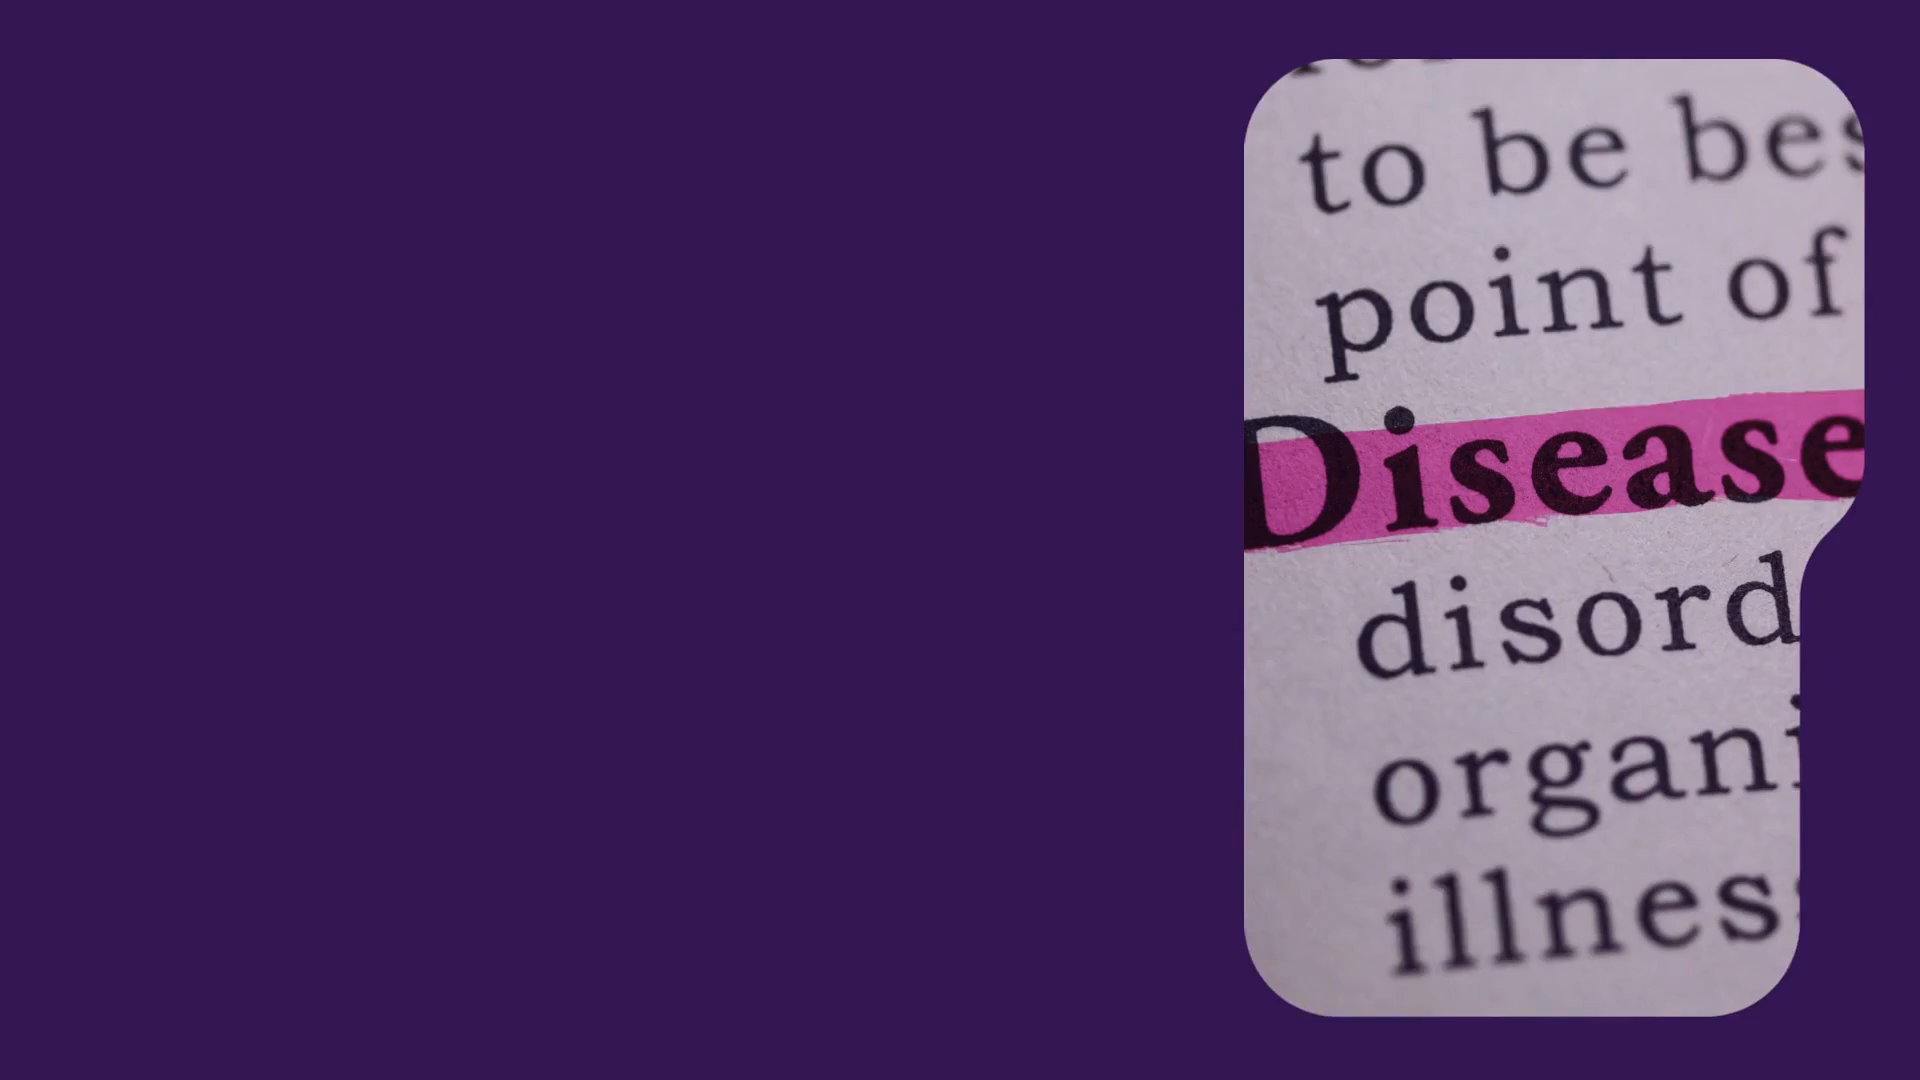 to be bes
point of
Disease
disord
organi
illnes